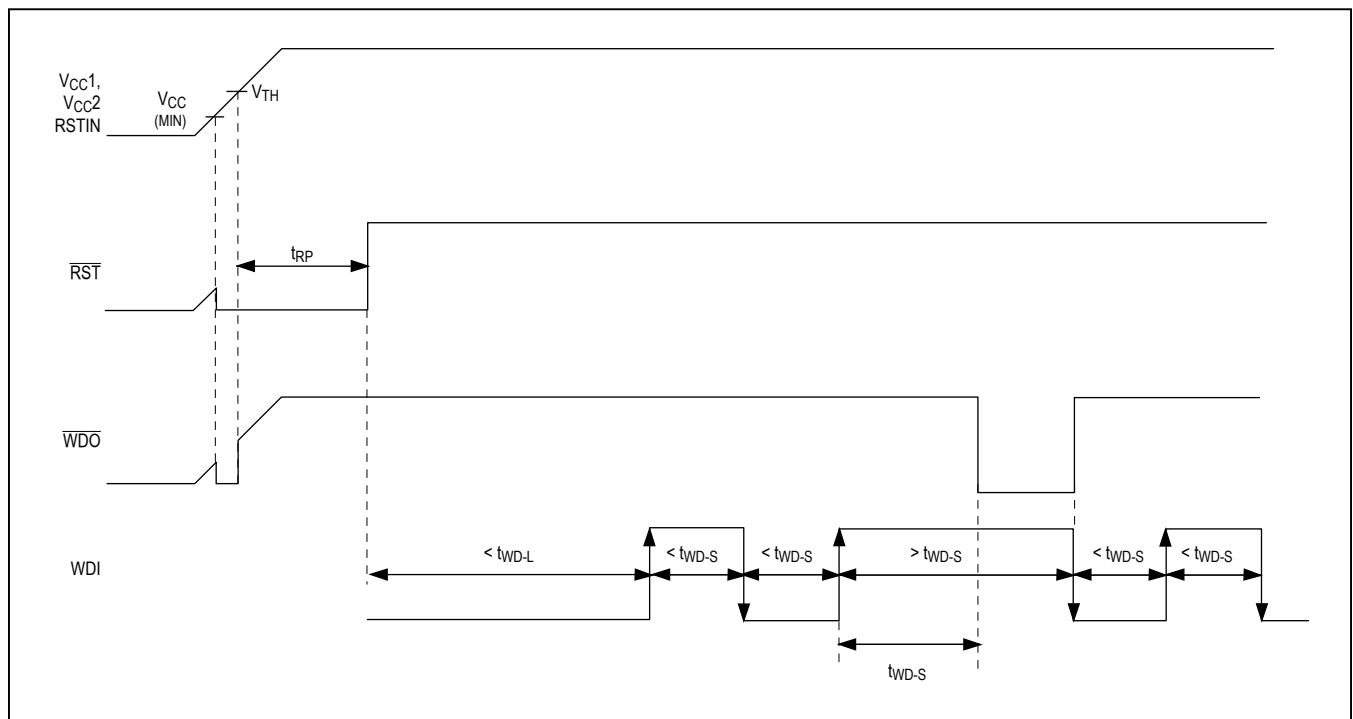 VCC1,
VCC2
RSTIN
VCC
(MIN)
VTH
RST
tRP
WDO
WDI
< tWD-L
< tWD-S
< tWD-S
> tWD-S
< tWD-S
< tWD-S
tWD-S